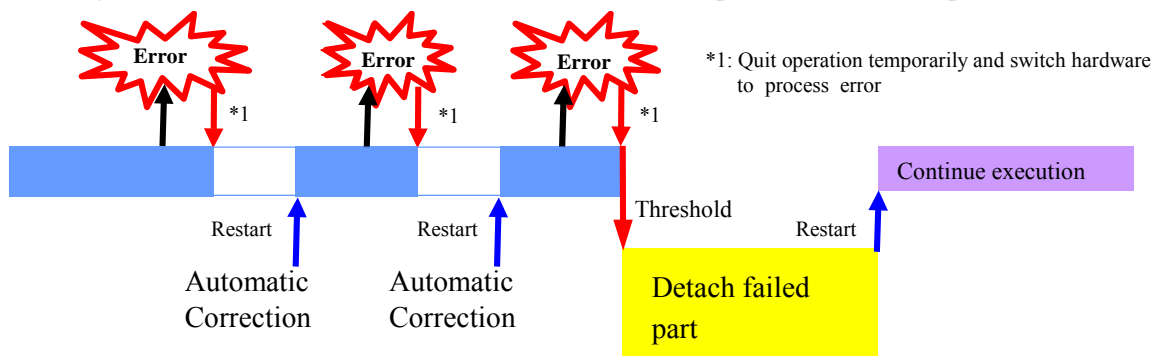 Error
Error
Error
*1: Quit operation temporarily and switch hardware
to process error
*1
*1
*1
Continue execution
Threshold
Restart
Restart
Restart
Automatic
Correction
Automatic
Correction
Detach failed
part